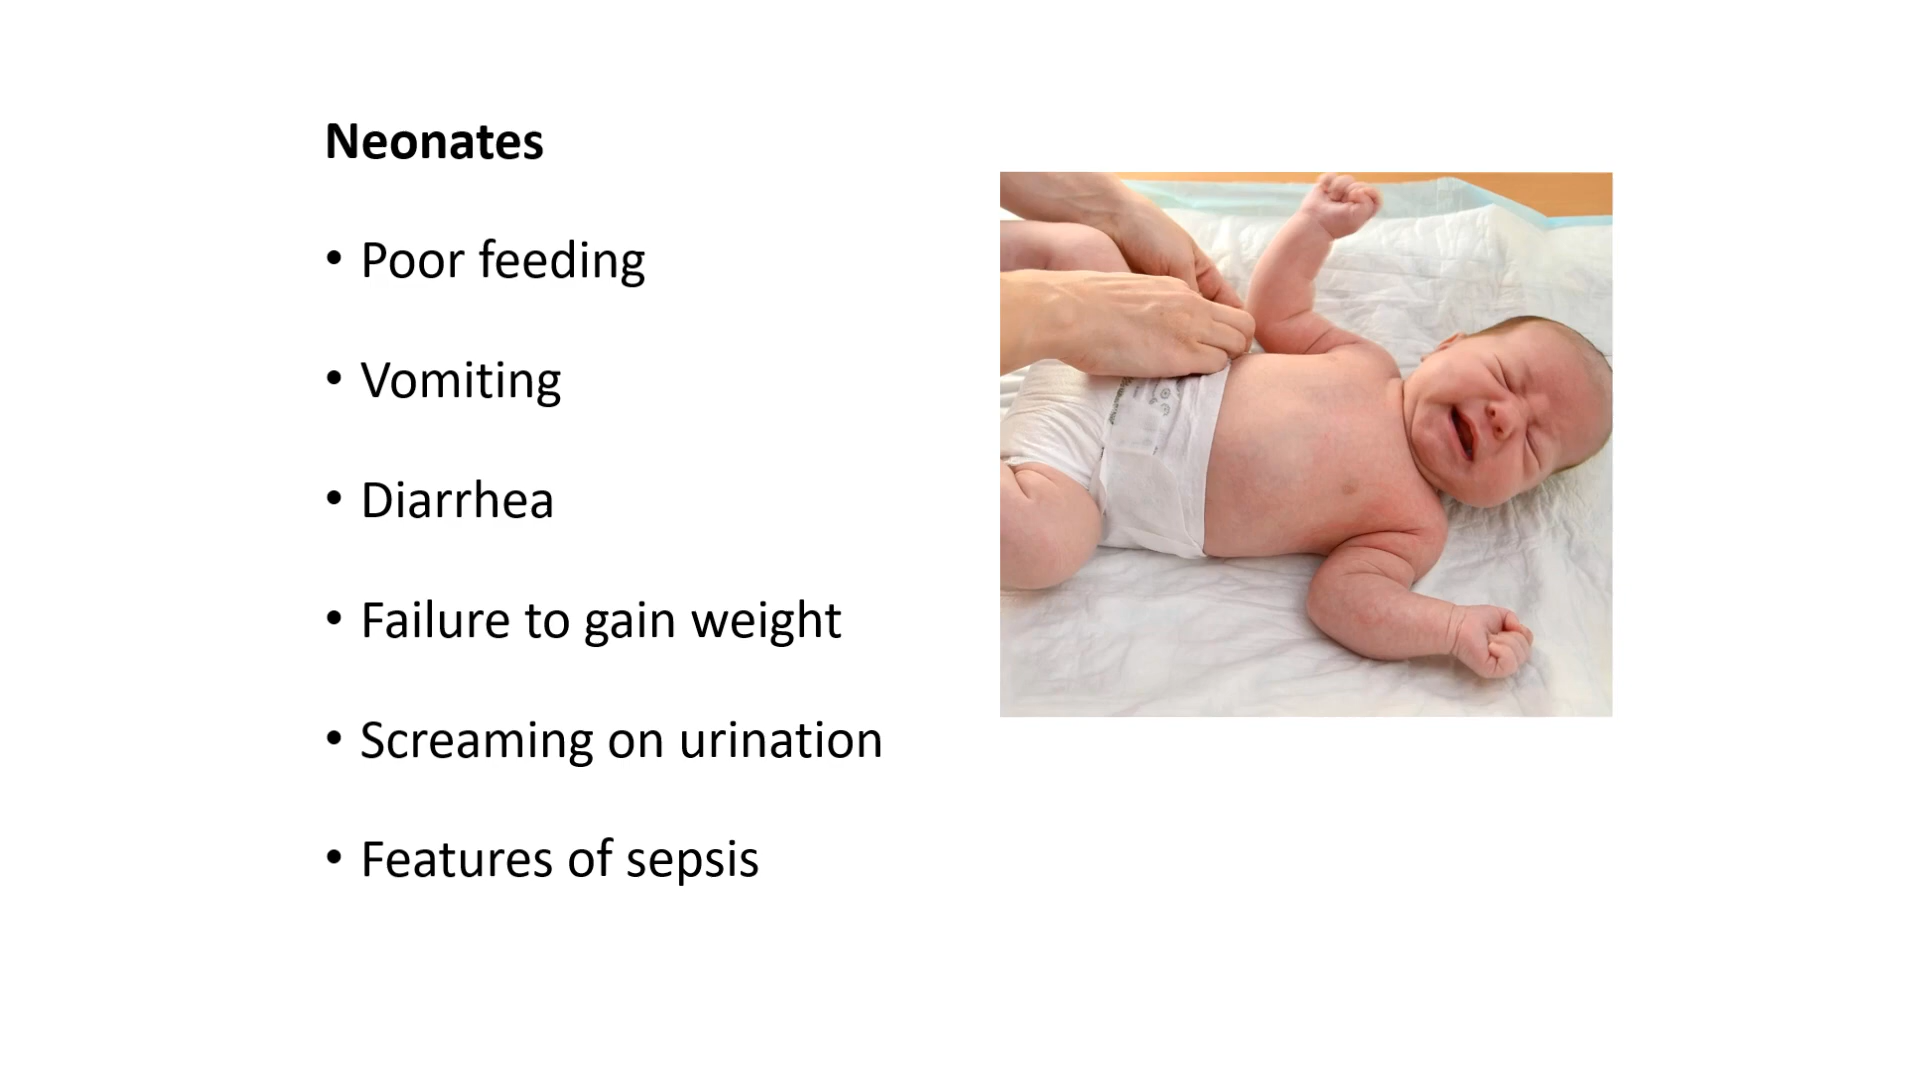 Neonates
• Poor feeding
• Vomiting
• Diarrhea
• Failure to gain weight
• Screaming on urination
• Features of sepsis